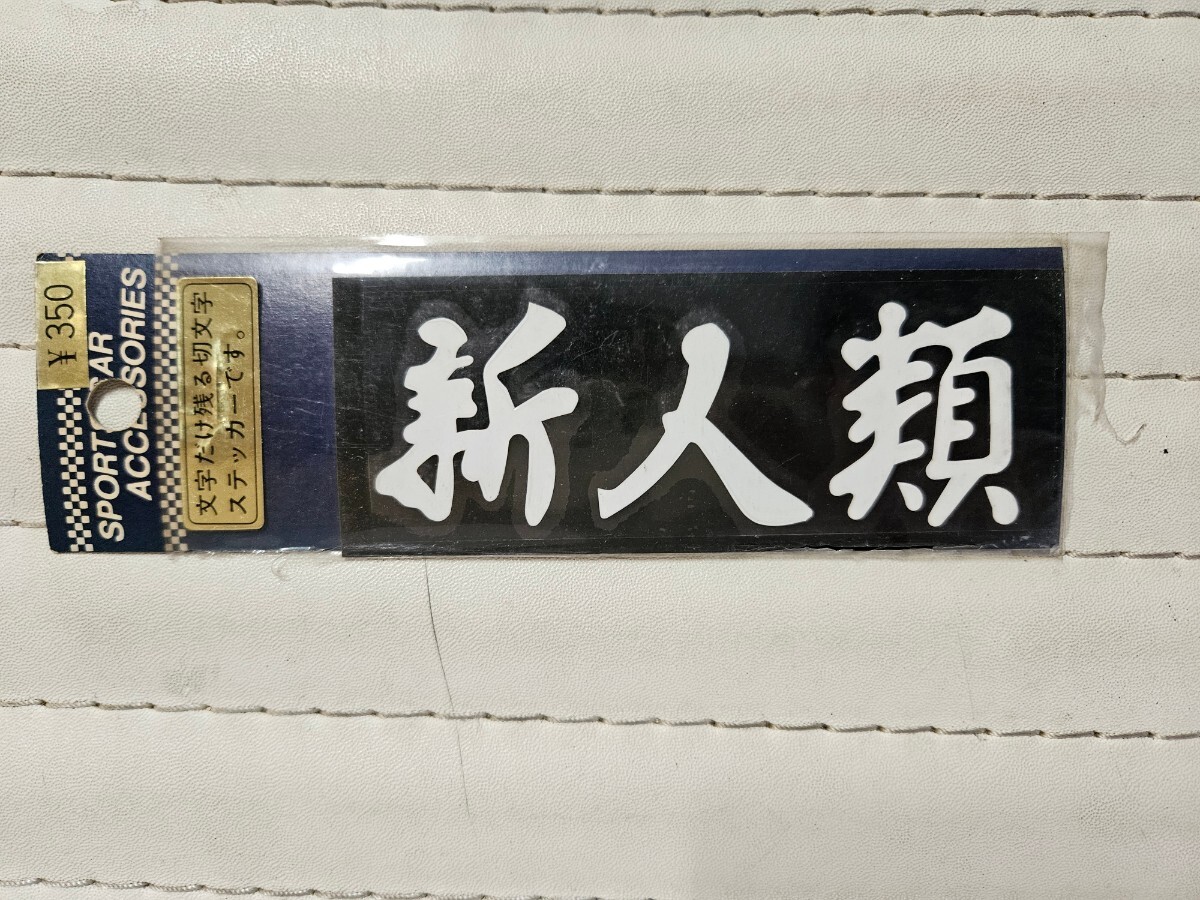 ¥350
SPORT CAR
ACCESSORIES
文字だけ残る切文字
ステッカーです。
新人類